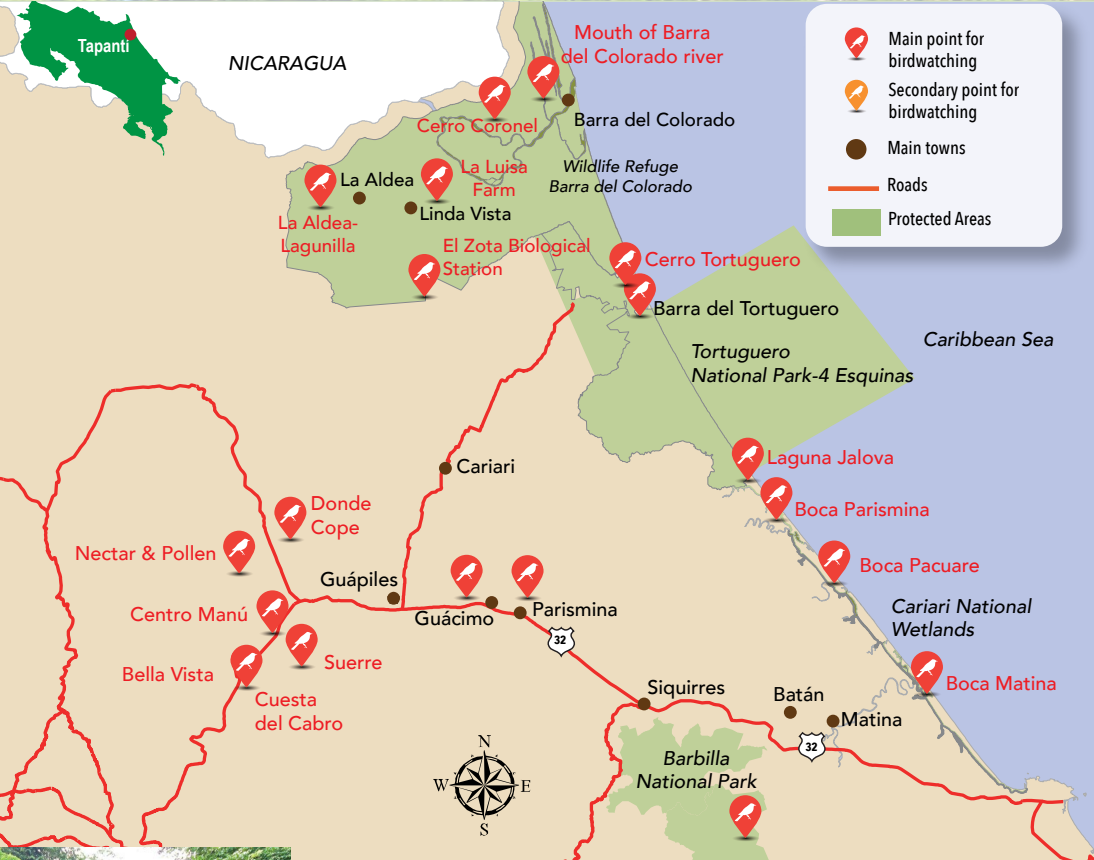 Tapanti
NICARAGUA
Mouth of Barra
del Colorado river
Cerro Coronel
Barra del Colorado
Wildlife Refuge
Barra del Colorado
La Aldea
La Luisa
Farm
Linda Vista
La Aldea-
Lagunilla
El Zota Biological
Station
Cerro Tortuguero
Barra del Tortuguero
Tortuguero
National Park-4 Esquinas
Caribbean Sea
Main point for
birdwatching
Secondary point for
birdwatching
Main towns
Roads
Protected Areas
Cariari
Laguna Jalova
Boca Parismina
Donde
Cope
Nectar & Pollen
Boca Pacuare
Guápiles
Centro Manú
Guácimo
Parismina
32
Cariari National
Wetlands
Suerre
Bella Vista
Cuesta
del Cabro
Boca Matina
Siquirres
Batán
Matina
32
Barbilla
National Park
N
W
E
S